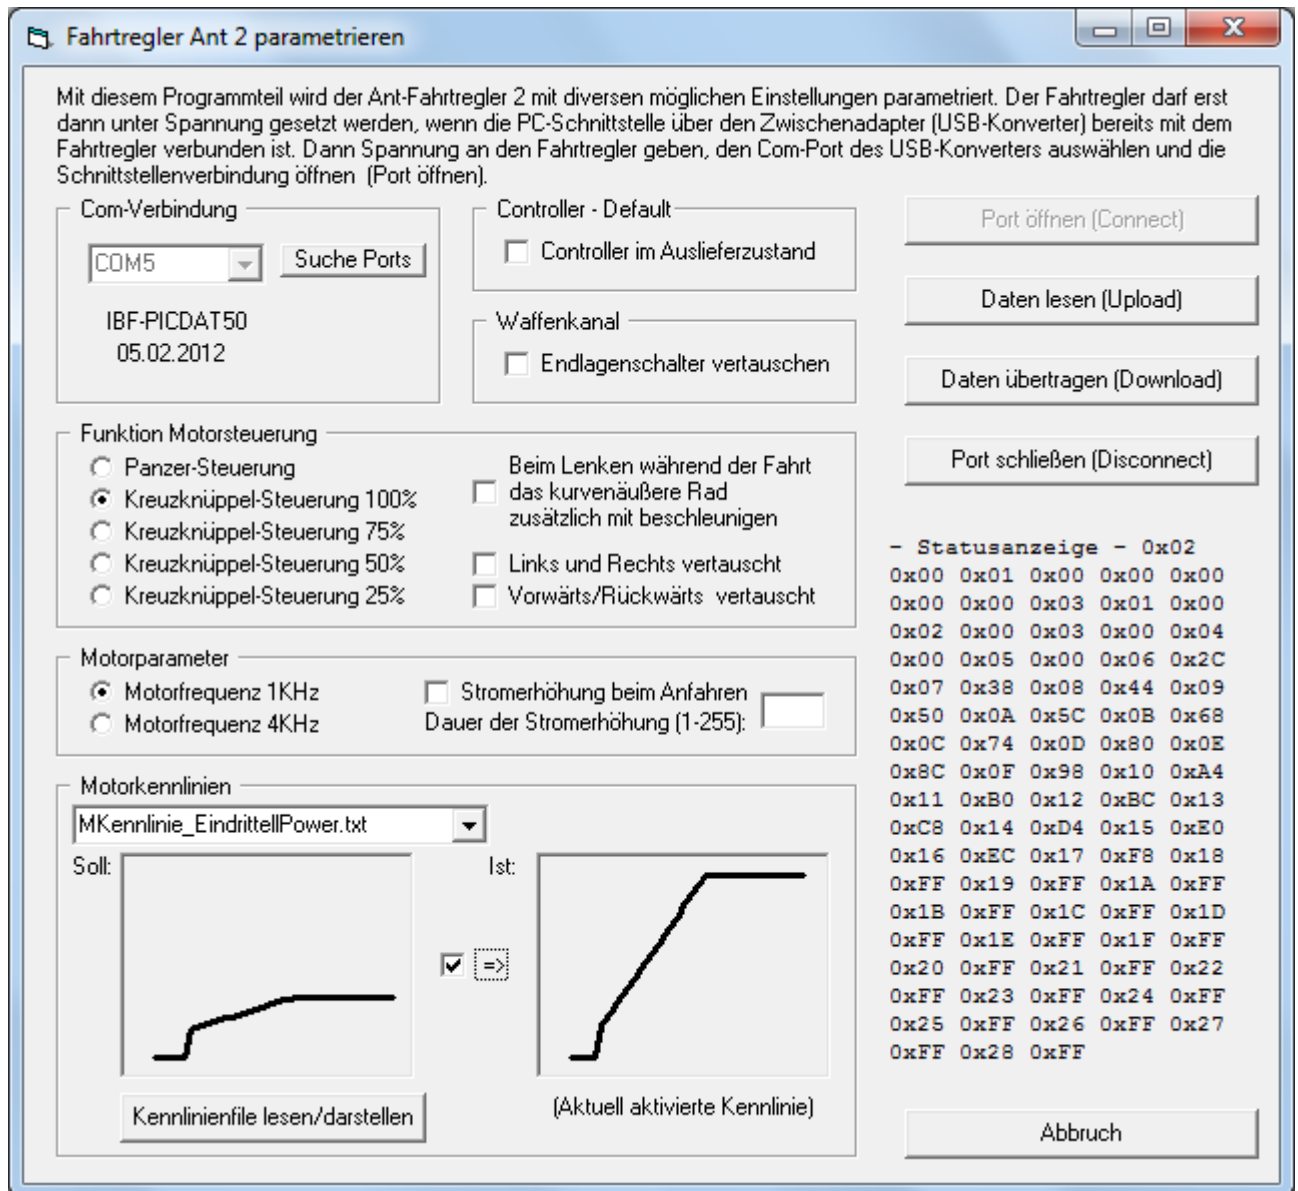 Fahrtregler Ant 2 parametrieren
Mit diesem Programmteil wird der Ant-Fahrtregler 2 mit diversen möglichen Einstellungen parametriert. Der Fahrtregler darf erst
dann unter Spannung gesetzt werden, wenn die PC-Schnittstelle über den Zwischenadapter (USB-Konverter) bereits mit dem
Fahrtregler verbunden ist. Dann Spannung an den Fahrtregler geben, den Com-Port des USB-Konverters auswählen und die
Schnittstellenverbindung öffnen (Port öffnen).
Com-Verbindung
COM5
Suche Ports
IBF-PICDAT50
05.02.2012
Controller - Default
Controller im Auslieferzustand
Waffenkanal
Endlagenschalter vertauschen
Port öffnen (Connect)
Daten lesen (Upload)
Daten übertragen (Download)
Port schließen (Disconnect)
Funktion Motorsteuerung
Panzer-Steuerung
Kreuzknüppel-Steuerung 100%
Kreuzknüppel-Steuerung 75%
Kreuzknüppel-Steuerung 50%
Kreuzknüppel-Steuerung 25%
Beim Lenken während der Fahrt
das kurvenäußere Rad
zusätzlich mit beschleunigen
Links und Rechts vertauscht
Vorwärts/Rückwärts vertauscht
Motorparameter
Motorfrequenz 1KHz
Motorfrequenz 4KHz
Stromerhöhung beim Anfahren
Dauer der Stromerhöhung (1-255):
Motorkennlinien
MKennlinie_EindrittellPower.txt
Soll:
=>
Ist:
Kennlinienfile lesen/darstellen
(Aktuell aktivierte Kennlinie)
- Statusanzeige - 0x02
0x00 0x01 0x00 0x00 0x00
0x00 0x00 0x03 0x01 0x00
0x02 0x00 0x03 0x00 0x04
0x00 0x05 0x00 0x06 0x2C
0x07 0x38 0x08 0x44 0x09
0x50 0x0A 0x5C 0x0B 0x68
0x0C 0x74 0x0D 0x80 0x0E
0x8C 0x0F 0x98 0x10 0xA4
0x11 0xB0 0x12 0xBC 0x13
0xC8 0x14 0xD4 0x15 0xE0
0x16 0xEC 0x17 0xF8 0x18
0xFF 0x19 0xFF 0x1A 0xFF
0x1B 0xFF 0x1C 0xFF 0x1D
0xFF 0x1E 0xFF 0x1F 0xFF
0x20 0xFF 0x21 0xFF 0x22
0xFF 0x23 0xFF 0x24 0xFF
0x25 0xFF 0x26 0xFF 0x27
0xFF 0x28 0xFF
Abbruch